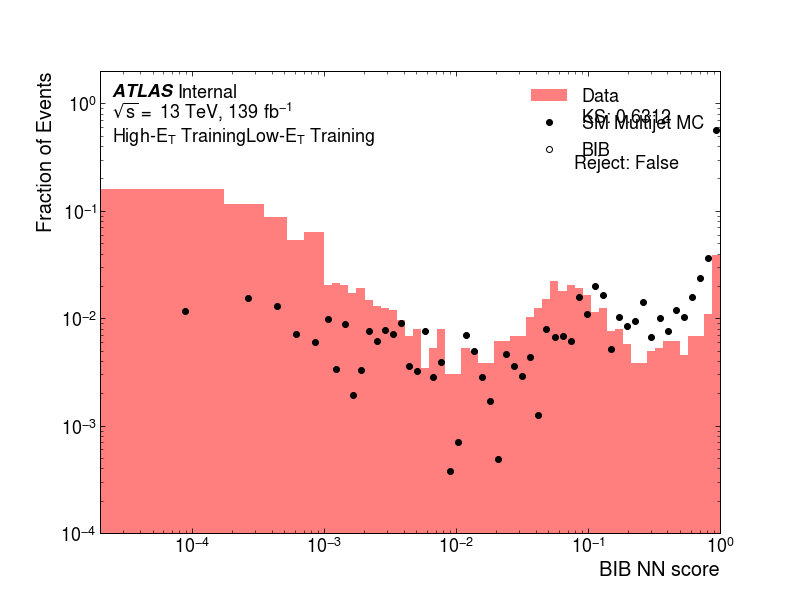 ATLAS Internal
√s = 13 TeV, 139 fb⁻¹
High-E_T TrainingLow-E_T Training
Data
KS: 0.6312
SM Multijet MC
BIB
Reject: False
Fraction of Events
10⁰
10⁻¹
10⁻²
10⁻³
10⁻⁴
10⁻⁴ 10⁻³ 10⁻² 10⁻¹ 10⁰
BIB NN score